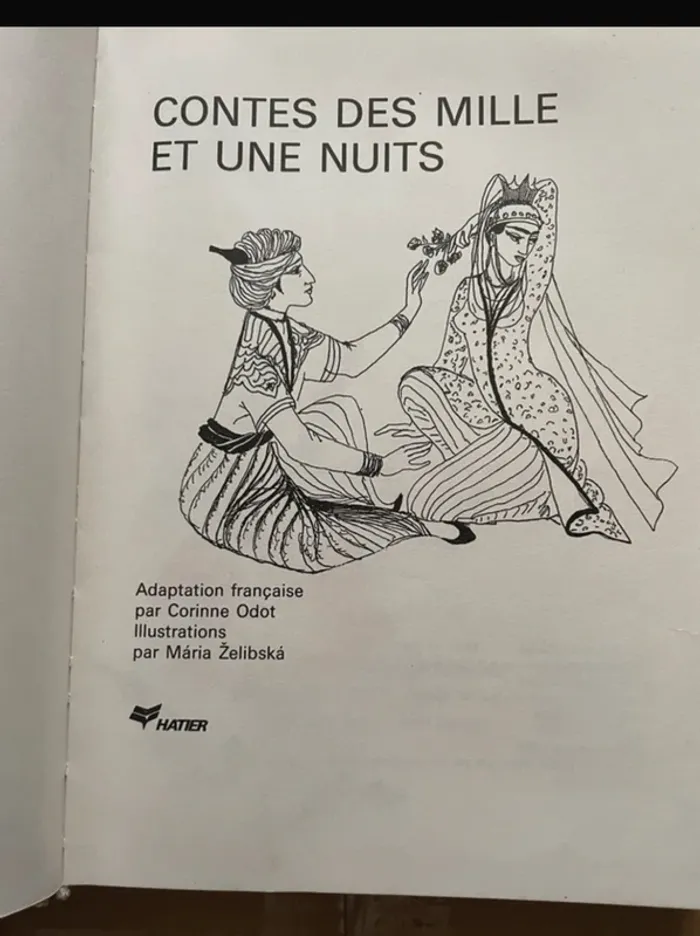 CONTES DES MILLE
ET UNE NUITS
Adaptation française
par Corinne Odot
Illustrations
par Mária Želibská
HATIER